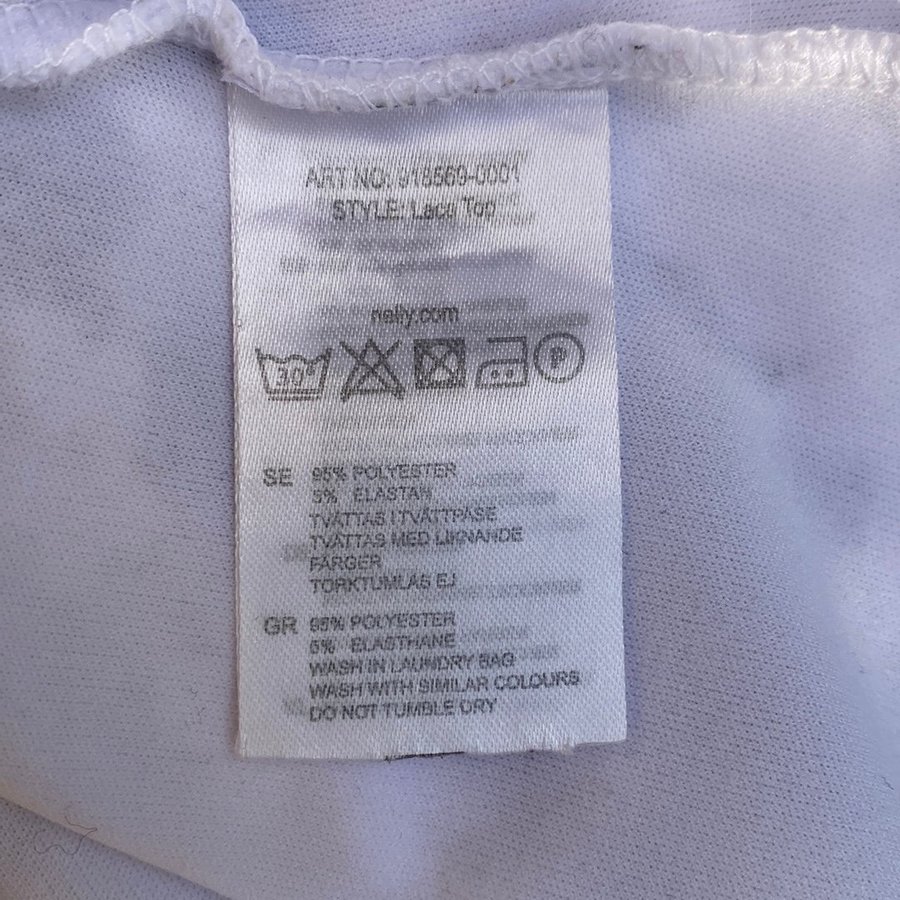 ART NO: 918569-0001
STYLE: Lace Top
nelly.com
30° P
SE 95% POLYESTER
5% ELASTAN
TVÄTTAS I TVÄTTPÅSE
TVÄTTAS MED LIKNANDE
FÄRGER
TORKTUMLAS EJ
GR 95% POLYESTER
5% ELASTHANE
WASH IN LAUNDRY BAG
WASH WITH SIMILAR COLOURS
DO NOT TUMBLE DRY